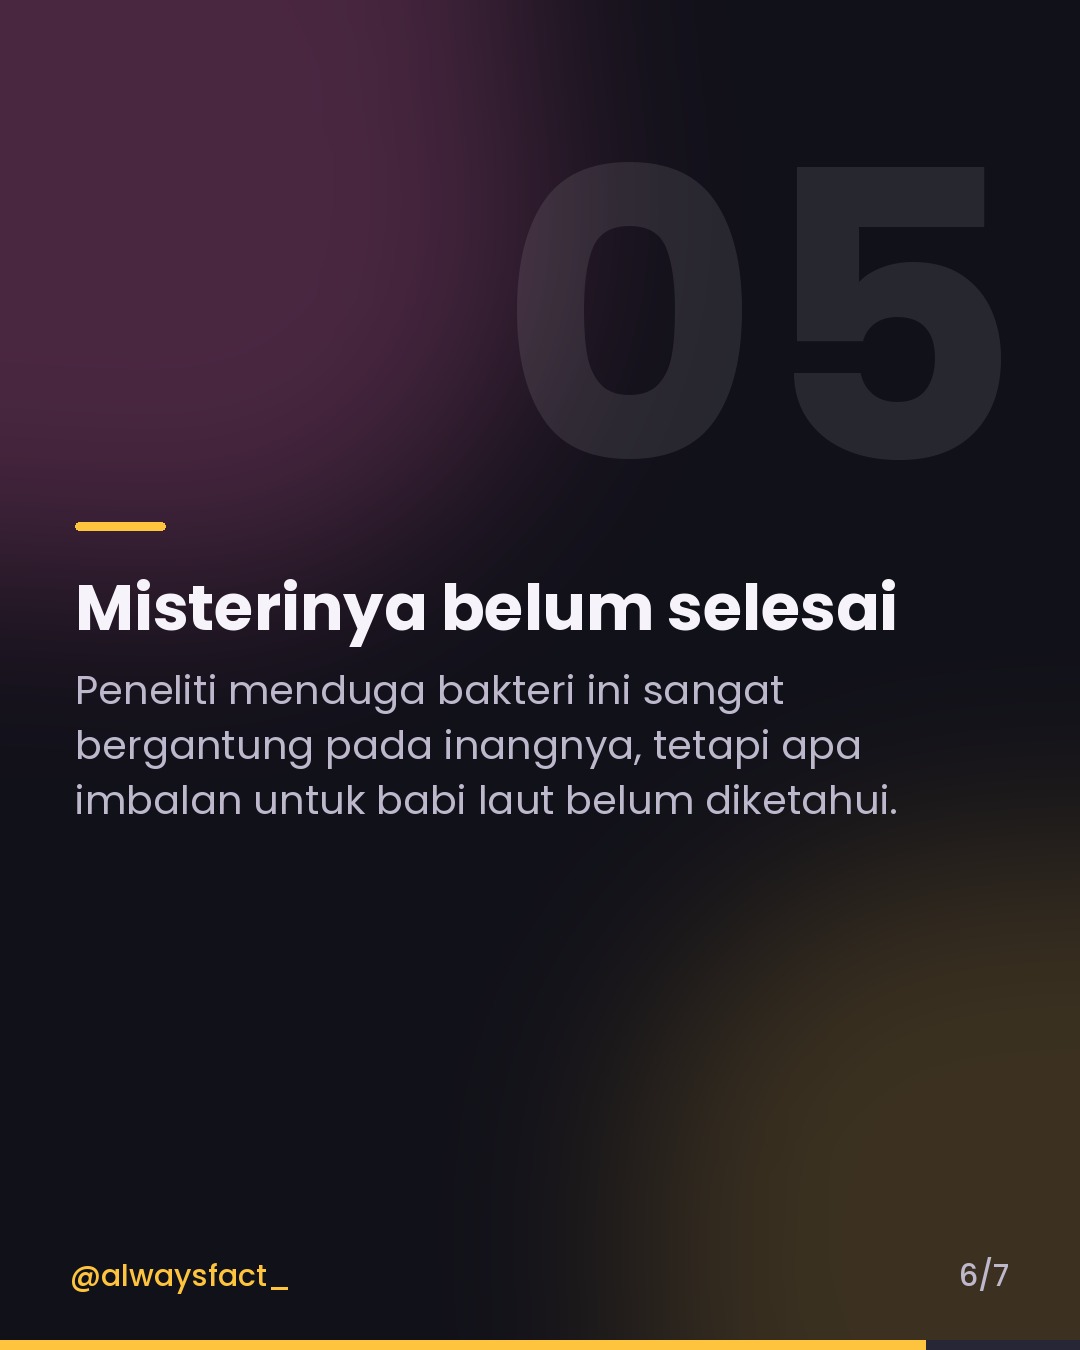 05
Misterinya belum selesai
Peneliti menduga bakteri ini sangat
bergantung pada inangnya, tetapi apa
imbalan untuk babi laut belum diketahui.
@alwaysfact_
6/7